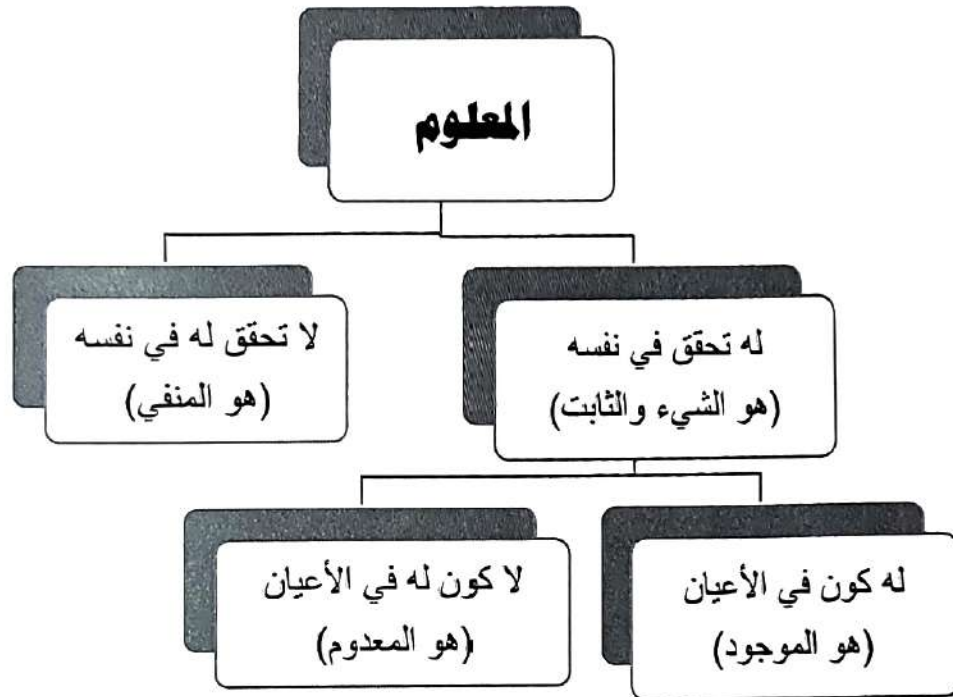 المعلوم
له تحقق في نفسه
(هو الشيء والثابت)
لا تحقق له في نفسه
(هو المنفي)
له كون في الأعيان
(هو الموجود)
لا كون له في الأعيان
(هو المعدوم)